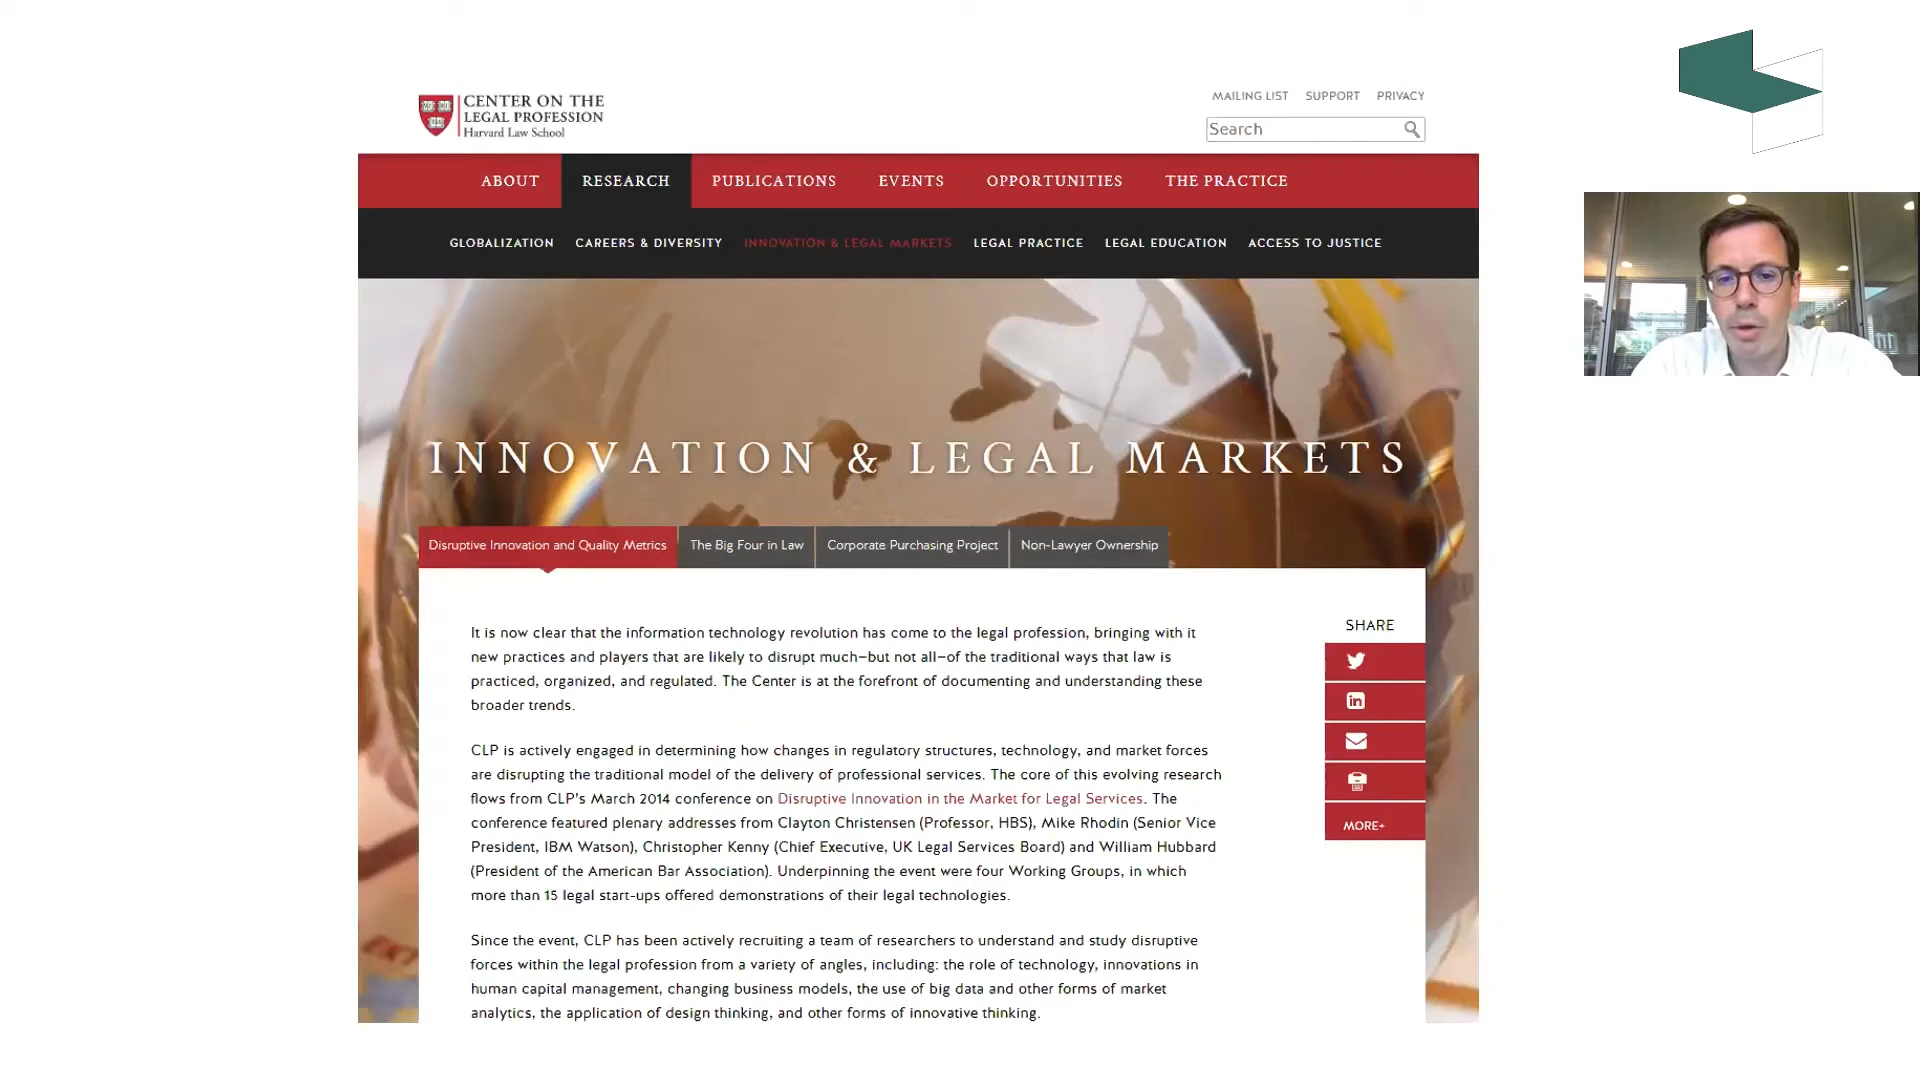 CENTER ON THE
LEGAL PROFESSION
Harvard Law School
MAILING LIST SUPPORT PRIVACY
Search
ABOUT RESEARCH PUBLICATIONS EVENTS OPPORTUNITIES THE PRACTICE
GLOBALIZATION CAREERS & DIVERSITY INNOVATION & LEGAL MARKETS LEGAL PRACTICE LEGAL EDUCATION ACCESS TO JUSTICE
INNOVATION & LEGAL MARKETS
Disruptive Innovation and Quality Metrics The Big Four in Law Corporate Purchasing Project Non-Lawyer Ownership
It is now clear that the information technology revolution has come to the legal profession, bringing with it
new practices and players that are likely to disrupt much—but not all—of the traditional ways that law is
practiced, organized, and regulated. The Center is at the forefront of documenting and understanding these
broader trends.
CLP is actively engaged in determining how changes in regulatory structures, technology, and market forces
are disrupting the traditional model of the delivery of professional services. The core of this evolving research
flows from CLP's March 2014 conference on Disruptive Innovation in the Market for Legal Services. The
conference featured plenary addresses from Clayton Christensen (Professor, HBS), Mike Rhodin (Senior Vice
President, IBM Watson), Christopher Kenny (Chief Executive, UK Legal Services Board) and William Hubbard
(President of the American Bar Association). Underpinning the event were four Working Groups, in which
more than 15 legal start-ups offered demonstrations of their legal technologies.
Since the event, CLP has been actively recruiting a team of researchers to understand and study disruptive
forces within the legal profession from a variety of angles, including: the role of technology, innovations in
human capital management, changing business models, the use of big data and other forms of market
analytics, the application of design thinking, and other forms of innovative thinking.
SHARE
MORE+